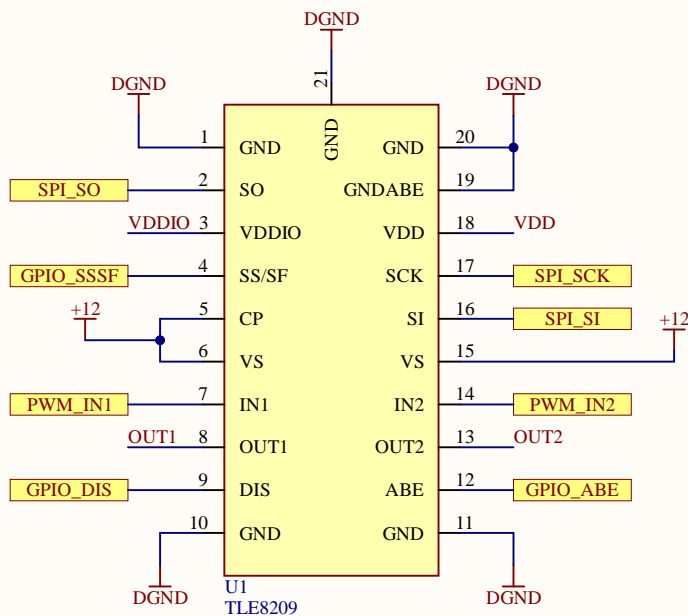 DGND
DGND
DGND
21
GND
1
GND
GND
20
SPI_SO
2
SO
GNDABE
19
VDDIO
3
VDDIO
VDD
18
VDD
GPIO_SSSF
4
SS/SF
SCK
17
SPI_SCK
+12
5
CP
SI
16
SPI_SI
+12
6
VS
VS
15
PWM_IN1
7
IN1
IN2
14
PWM_IN2
OUT1
8
OUT1
OUT2
13
OUT2
GPIO_DIS
9
DIS
ABE
12
GPIO_ABE
10
GND
GND
11
DGND
DGND
U1
TLE8209